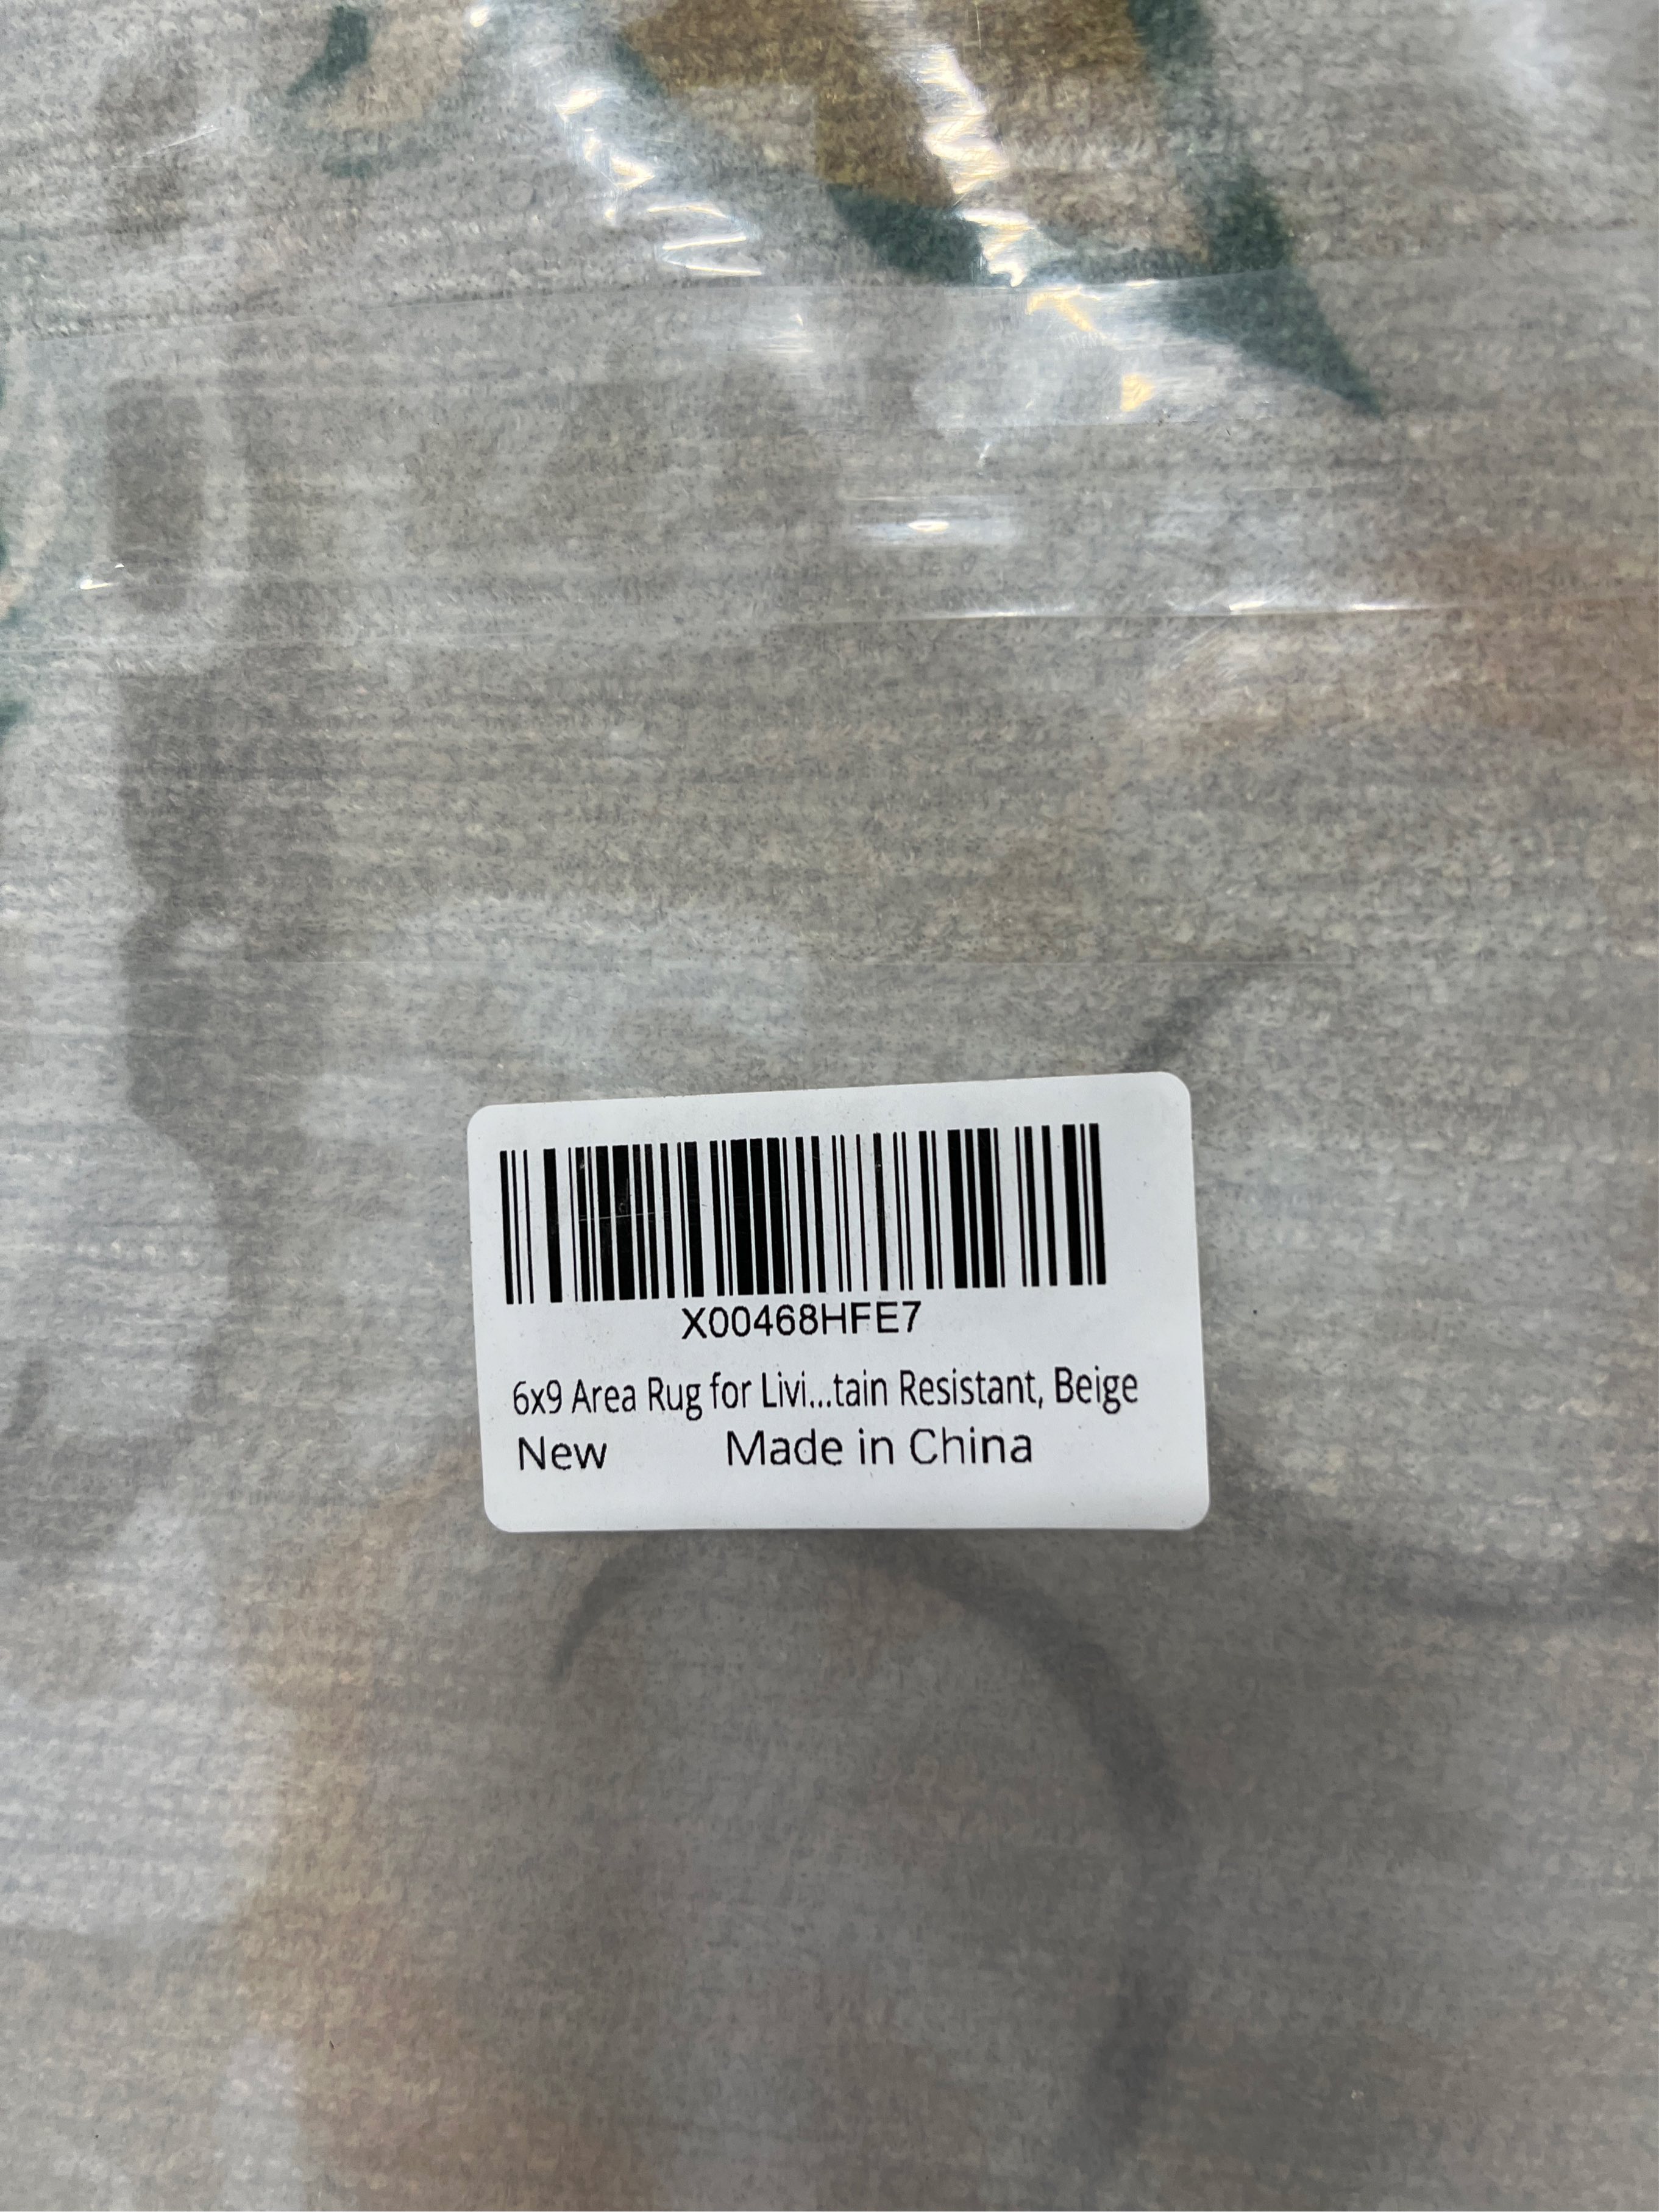 X00468HFE7
6x9 Area Rug for Livi...tain Resistant, Beige
New Made in China